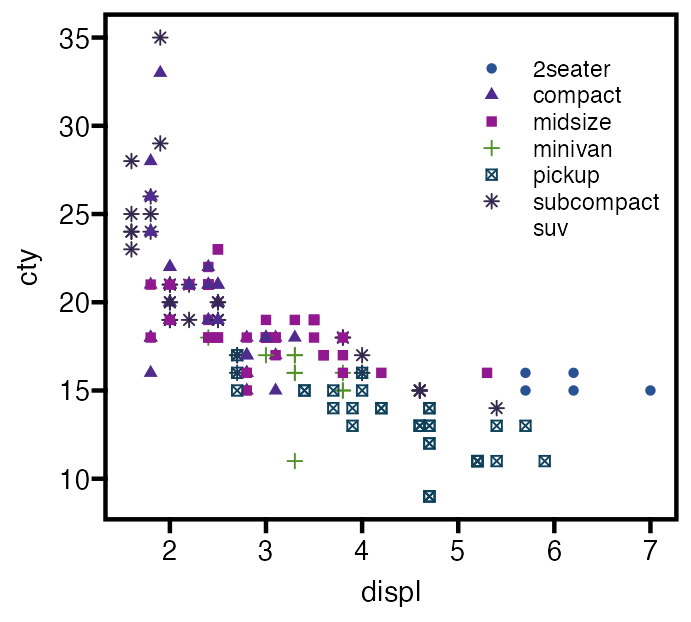 35
30
25
20
15
10
cty
2seater
compact
midsize
minivan
pickup
subcompact
suv
2 3 4 5 6 7
displ